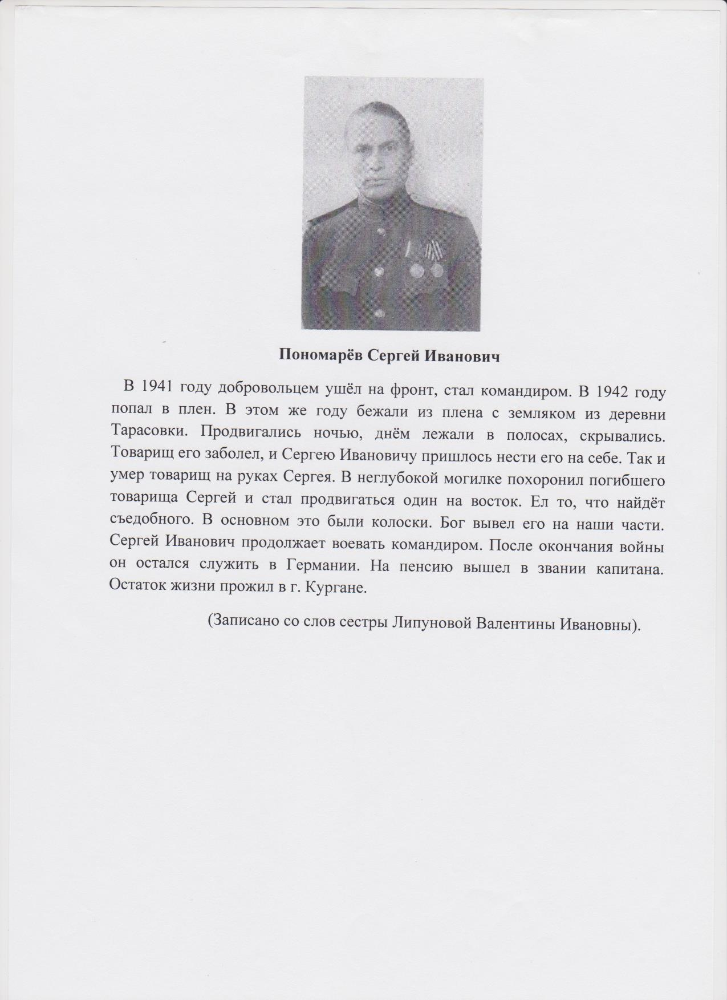 Пономарёв Сергей Иванович
В 1941 году добровольцем ушёл на фронт, стал командиром. В 1942 году
попал в плен. В этом же году бежали из плена с земляком из деревни
Тарасовки. Продвигались ночью, днём лежали в полосах, скрывались.
Товарищ его заболел, и Сергею Ивановичу пришлось нести его на себе. Так и
умер товарищ на руках Сергея. В неглубокой могилке похоронил погибшего
товарища Сергей и стал продвигаться один на восток. Ел то, что найдёт
съедобного. В основном это были колоски. Бог вывел его на наши части.
Сергей Иванович продолжает воевать командиром. После окончания войны
он остался служить в Германии. На пенсию вышел в звании капитана.
Остаток жизни прожил в г. Кургане.
(Записано со слов сестры Липуновой Валентины Ивановны).